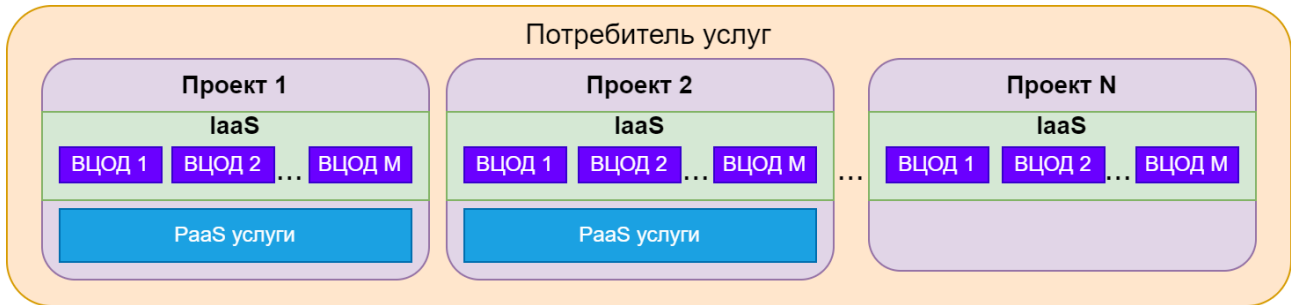 Потребитель услуг
Проект 1
IaaS
ВЦОД 1 ВЦОД 2 ... ВЦОД М
PaaS услуги
Проект 2
IaaS
ВЦОД 1 ВЦОД 2 ... ВЦОД М
PaaS услуги
...
Проект N
IaaS
ВЦОД 1 ВЦОД 2 ... ВЦОД М